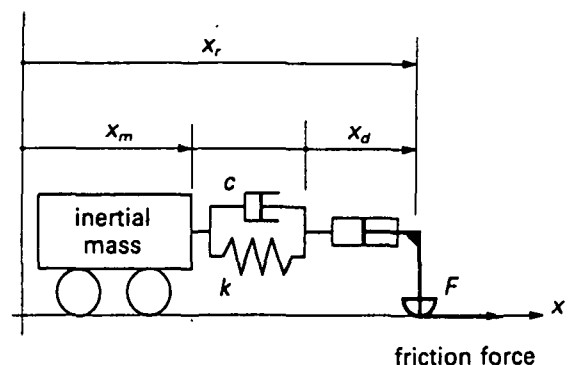 x_r
x_m
x_d
c
inertial
mass
k
F
x
friction force